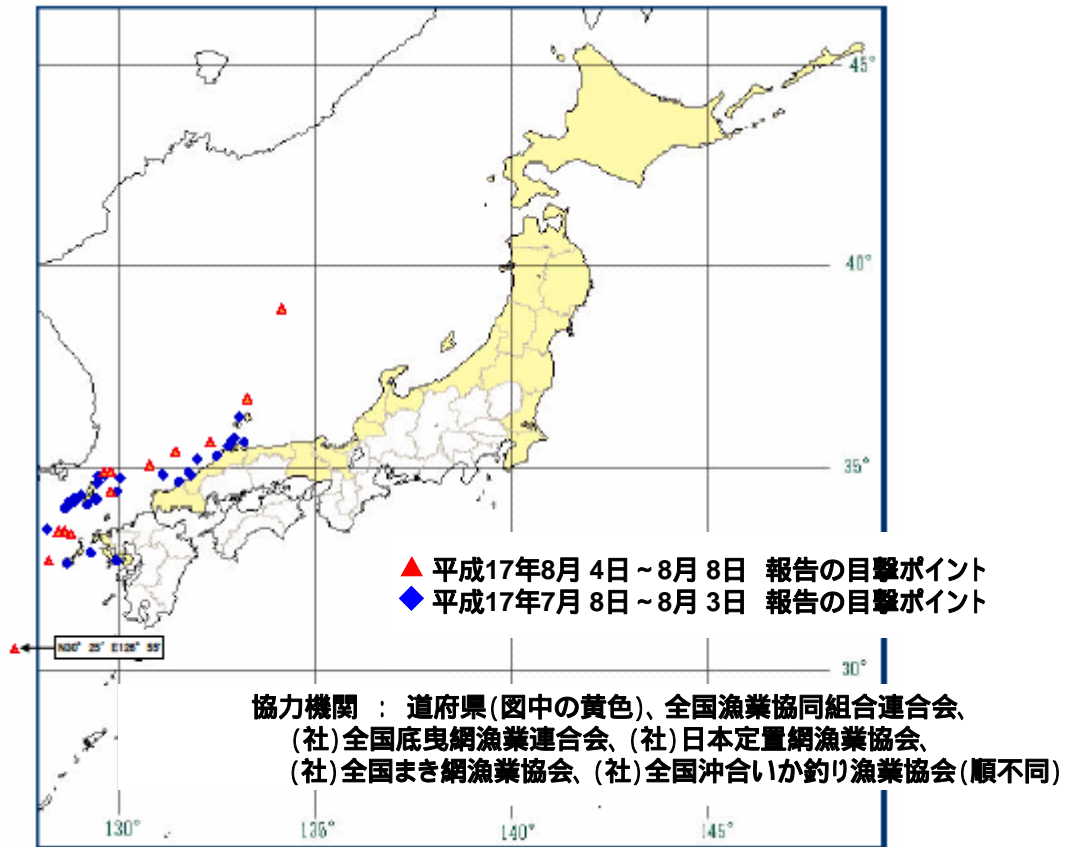 45°
40°
35°
▲ 平成17年8月 4日~8月 8日 報告の目撃ポイント
◆ 平成17年7月 8日~8月 3日 報告の目撃ポイント
N30° 25' E126° 55'
30°
協力機関 : 道府県(図中の黄色)、全国漁業協同組合連合会、
(社)全国底曳網漁業連合会、(社)日本定置網漁業協会、
(社)全国まき網漁業協会、(社)全国沖合いか釣り漁業協会(順不同)
130° 135° 140° 145°